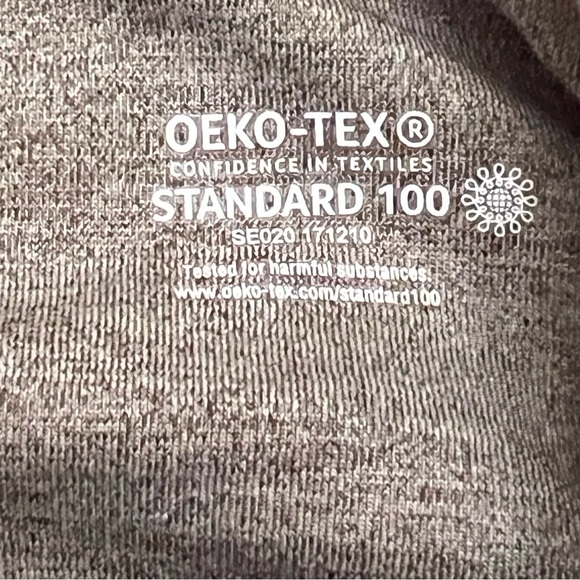 OEKO-TEX®
CONFIDENCE IN TEXTILES
STANDARD 100
SE020 171210
Tested for harmful substances.
www.oeko-tex.com/standard100